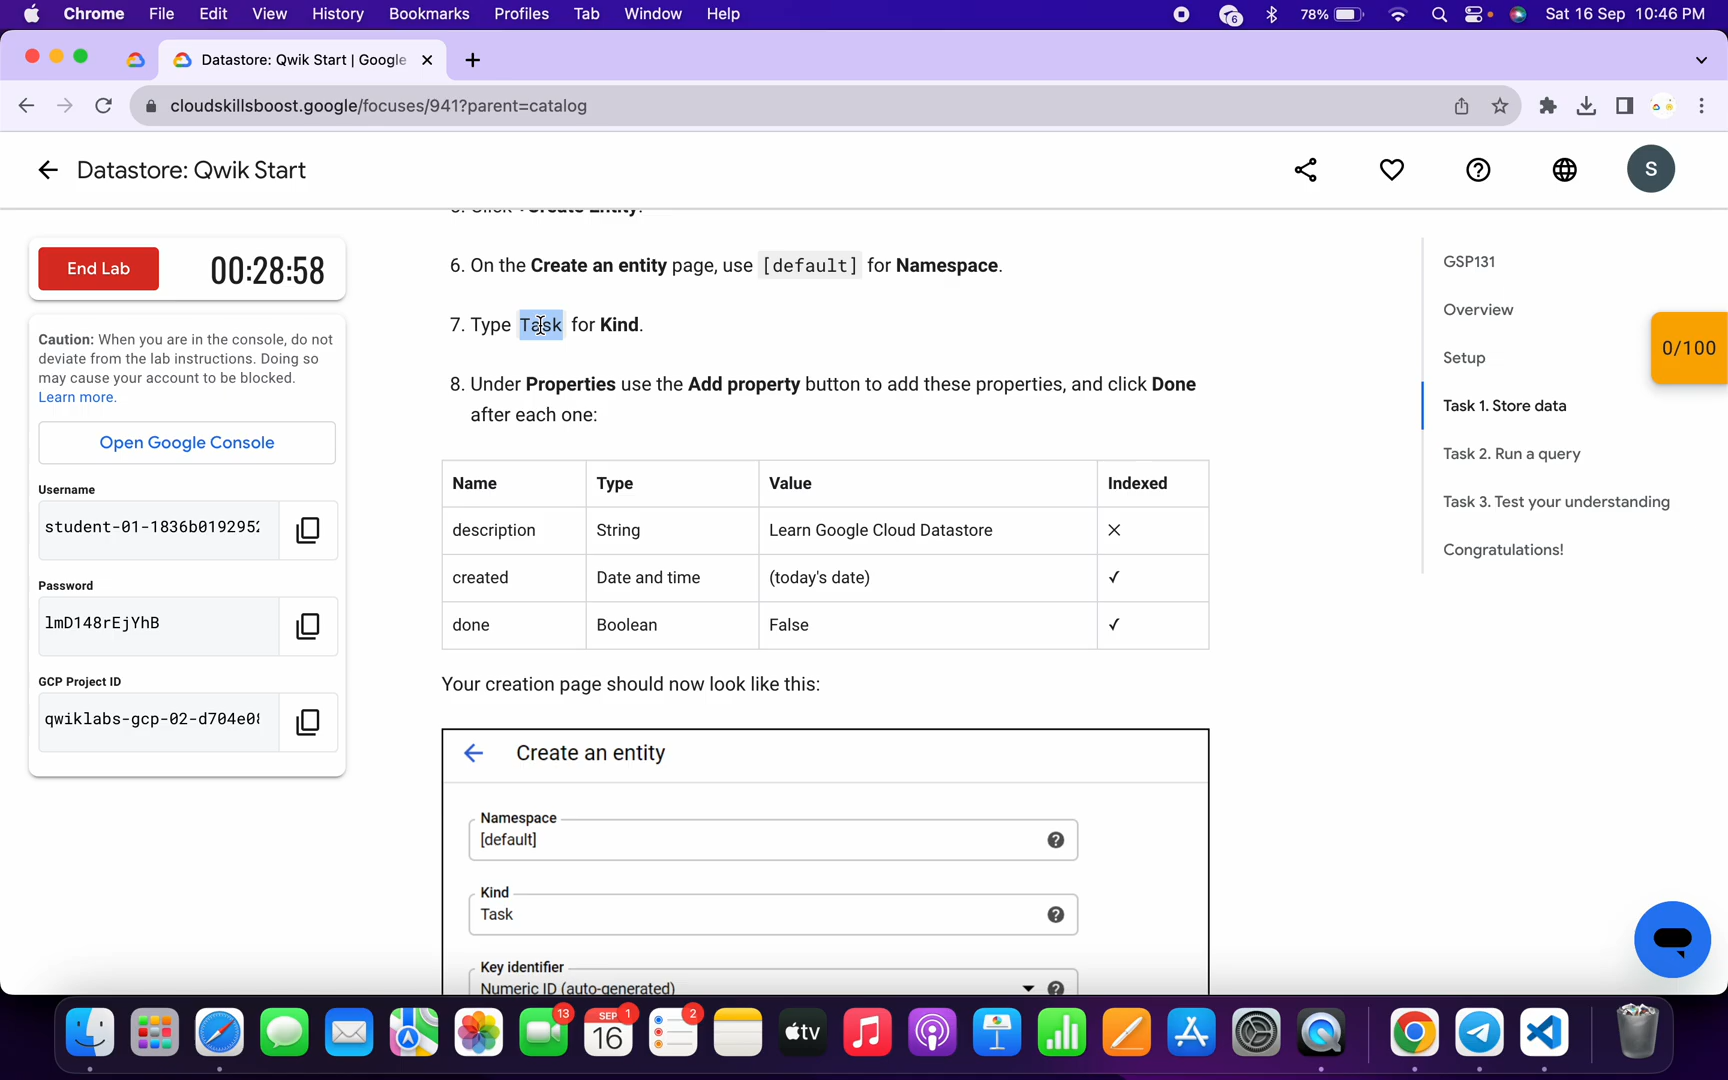 Chrome File Edit View History Bookmarks Profiles Tab Window Help 6 78% Sat 16 Sep 10:46 PM
Datastore: Qwik Start | Google
cloudskillsboost.google/focuses/941?parent=catalog
Datastore: Qwik Start
S
End Lab
00:28:58
Caution: When you are in the console, do not
deviate from the lab instructions. Doing so
may cause your account to be blocked.
Learn more.
Open Google Console
Username
student-01-1836b019295
Password
lmD148rEjYhB
GCP Project ID
qwiklabs-gcp-02-d704e0
6. On the Create an entity page, use [default] for Namespace.
7. Type Task for Kind.
8. Under Properties use the Add property button to add these properties, and click Done
after each one:
Name Type Value Indexed
description String Learn Google Cloud Datastore ✕
created Date and time (today's date) ✓
done Boolean False ✓
Your creation page should now look like this:
Create an entity
Namespace
[default]
Kind
Task
Key identifier
Numeric ID (auto-generated)
GSP131
Overview
Setup
Task 1. Store data
Task 2. Run a query
Task 3. Test your understanding
Congratulations!
0/100
13
SEP 1
16
2
tv